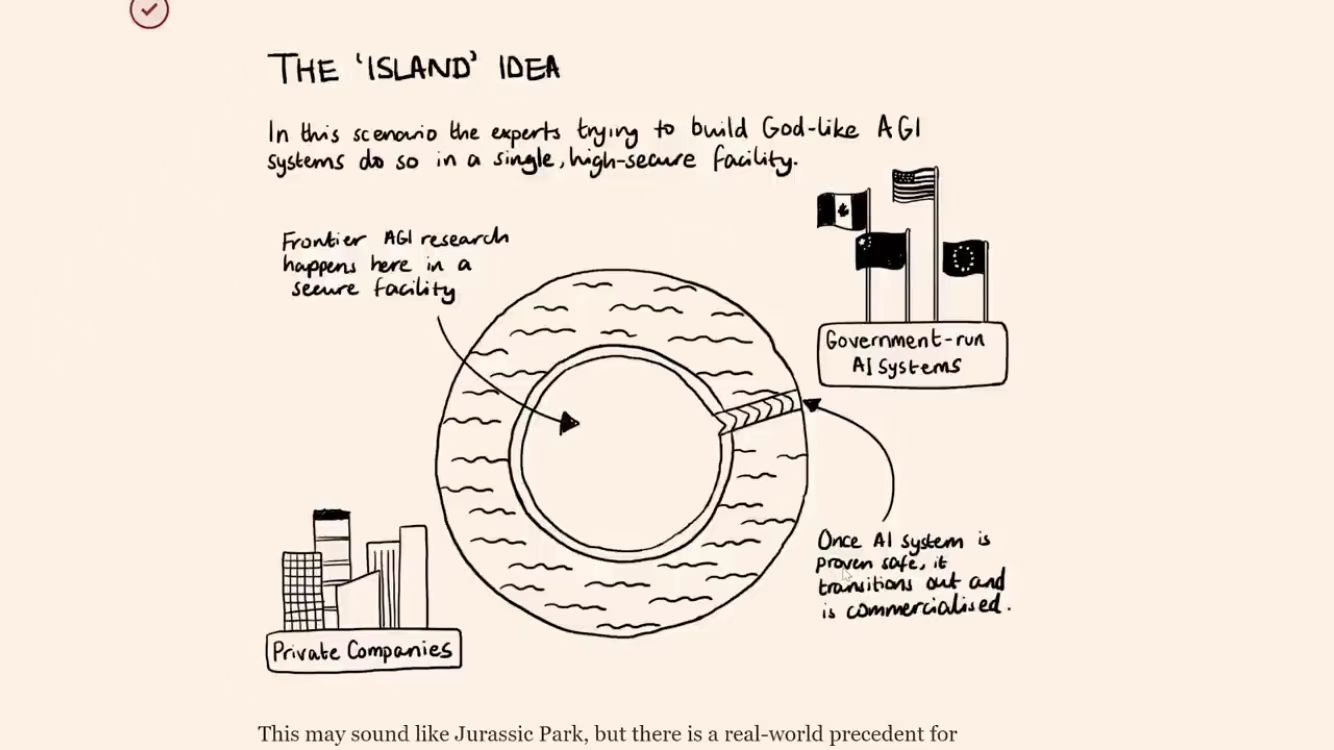 THE 'ISLAND' IDEA
In this scenario the experts trying to build God-like AGI
systems do so in a single, high-secure facility.
Frontier AGI research
happens here in a
secure facility
Government-run
AI Systems
Once AI system is
proven safe, it
transitions out and
is commercialised.
Private Companies
This may sound like Jurassic Park, but there is a real-world precedent for